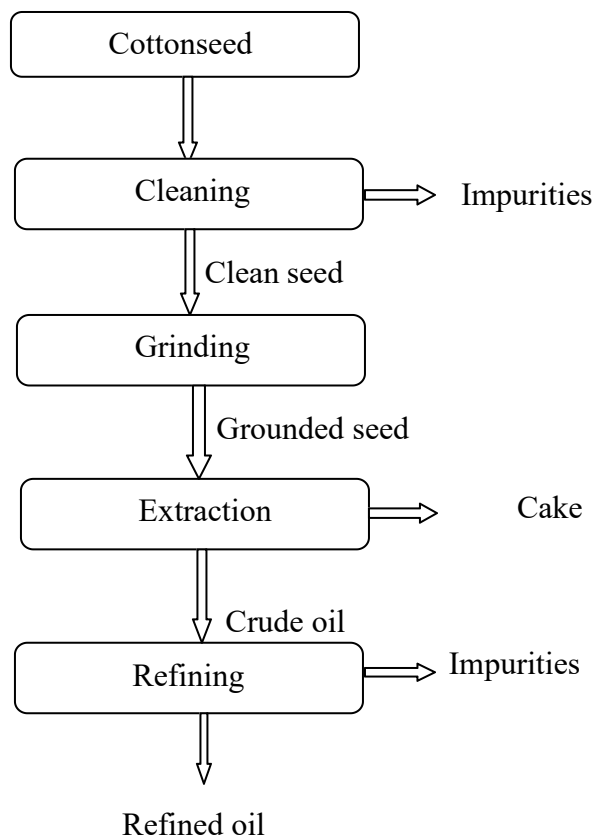 Cottonseed
Cleaning
Impurities
Clean seed
Grinding
Grounded seed
Extraction
Cake
Crude oil
Refining
Impurities
Refined oil